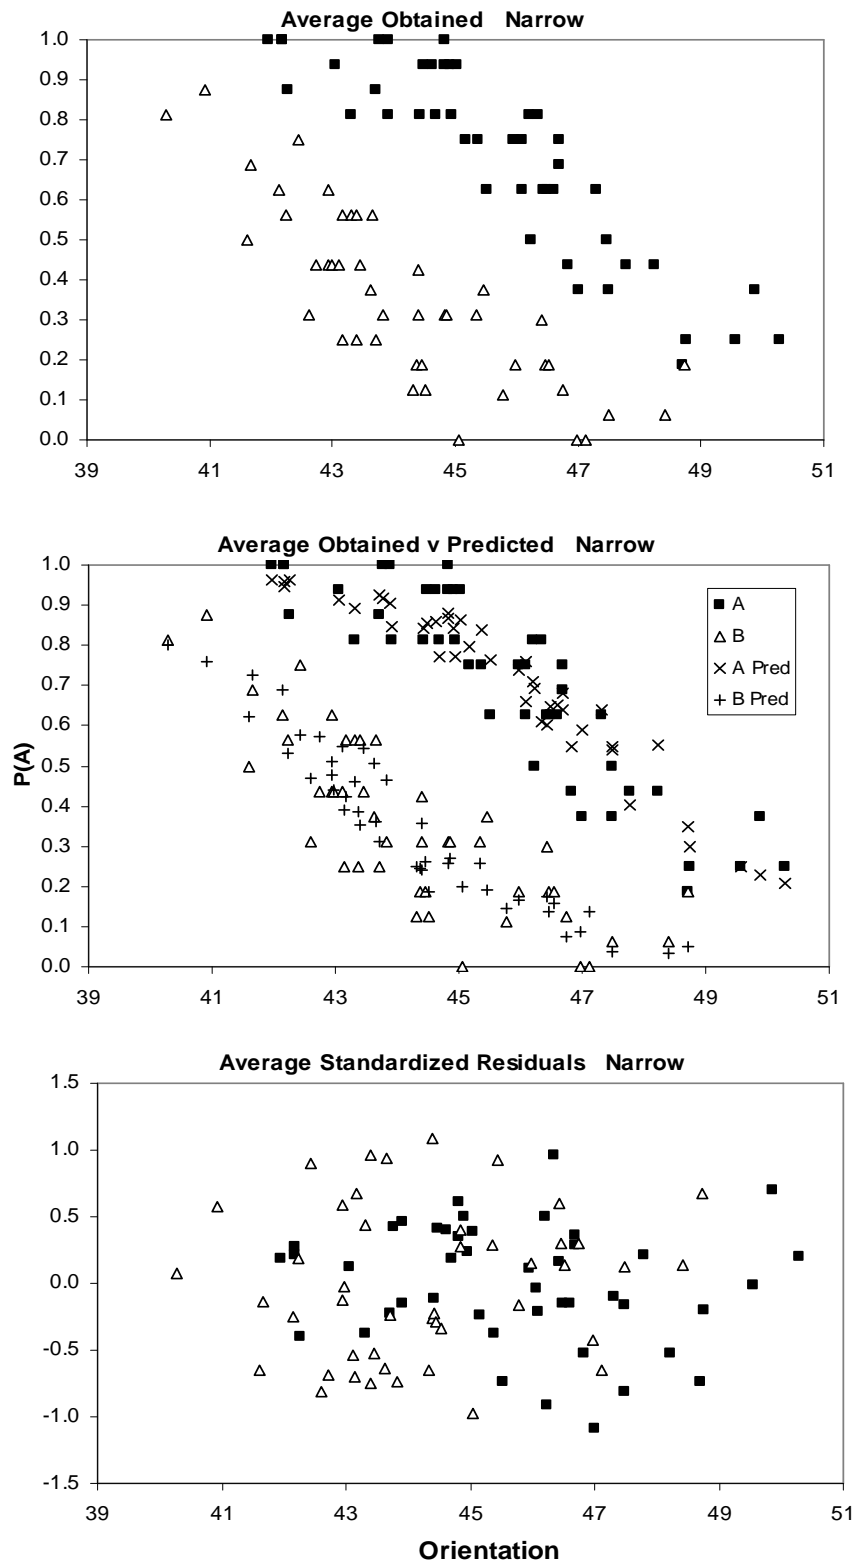 Average Obtained Narrow
1.0
0.9
0.8
0.7
0.6
0.5
0.4
0.3
0.2
0.1
0.0
39 41 43 45 47 49 51
Average Obtained v Predicted Narrow
P(A)
1.0
0.9
0.8
0.7
0.6
0.5
0.4
0.3
0.2
0.1
0.0
A
B
A Pred
B Pred
39 41 43 45 47 49 51
Average Standardized Residuals Narrow
1.5
1.0
0.5
0.0
-0.5
-1.0
-1.5
39 41 43 45 47 49 51
Orientation